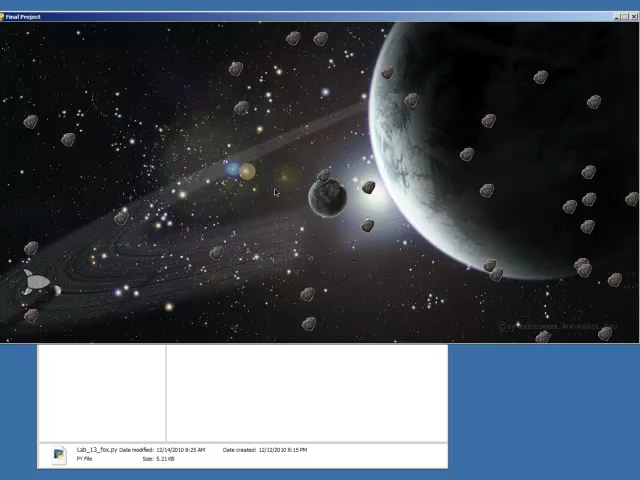 Final Project
Lab_13_fox.py Date modified: 12/14/2010 8:25 AM Date created: 12/12/2010 8:15 PM
PY File Size: 5.21 KB